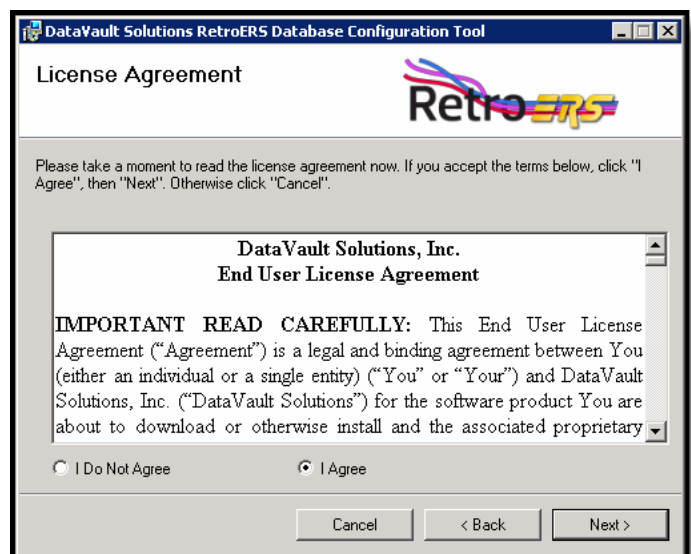 DataVault Solutions RetroERS Database Configuration Tool
License Agreement
Retro ERS
Please take a moment to read the license agreement now. If you accept the terms below, click "I
Agree", then "Next". Otherwise click "Cancel".
DataVault Solutions, Inc.
End User License Agreement
IMPORTANT READ CAREFULLY: This End User License
Agreement (“Agreement”) is a legal and binding agreement between You
(either an individual or a single entity) (“You” or “Your”) and DataVault
Solutions, Inc. (“DataVault Solutions”) for the software product You are
about to download or otherwise install and the associated proprietary
I Do Not Agree
I Agree
Cancel
< Back
Next >